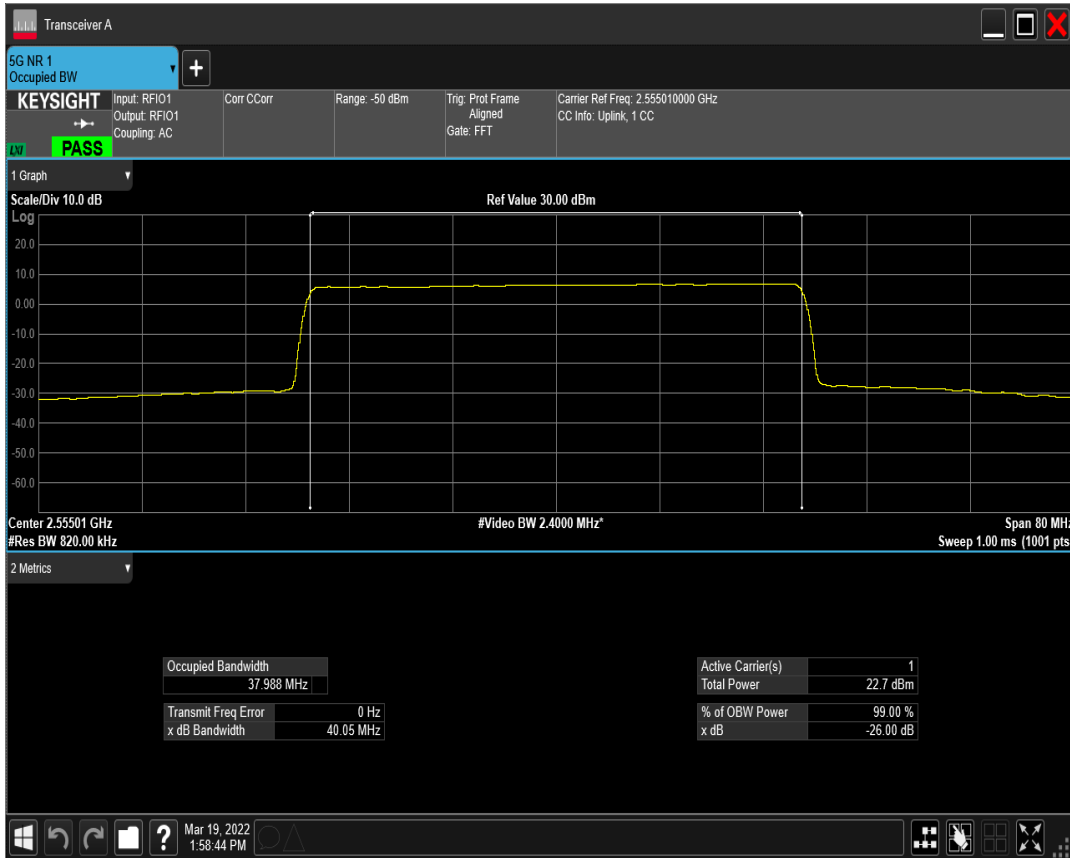 Transceiver A
5G NR 1
Occupied BW
+
KEYSIGHT
LXI
PASS
Input: RFIO1
Output: RFIO1
Coupling: AC
Corr CCorr
Range: -50 dBm
Trig: Prot Frame
Aligned
Gate: FFT
Carrier Ref Freq: 2.555010000 GHz
CC Info: Uplink, 1 CC
1 Graph
Scale/Div 10.0 dB
Ref Value 30.00 dBm
Log
20.0
10.0
0.00
-10.0
-20.0
-30.0
-40.0
-50.0
-60.0
Center 2.55501 GHz
#Video BW 2.4000 MHz*
Span 80 MHz
#Res BW 820.00 kHz
Sweep 1.00 ms (1001 pts
2 Metrics
Occupied Bandwidth
37.988 MHz
Transmit Freq Error 0 Hz
x dB Bandwidth 40.05 MHz
Active Carrier(s) 1
Total Power 22.7 dBm
% of OBW Power 99.00 %
x dB -26.00 dB
?
Mar 19, 2022
1:58:44 PM